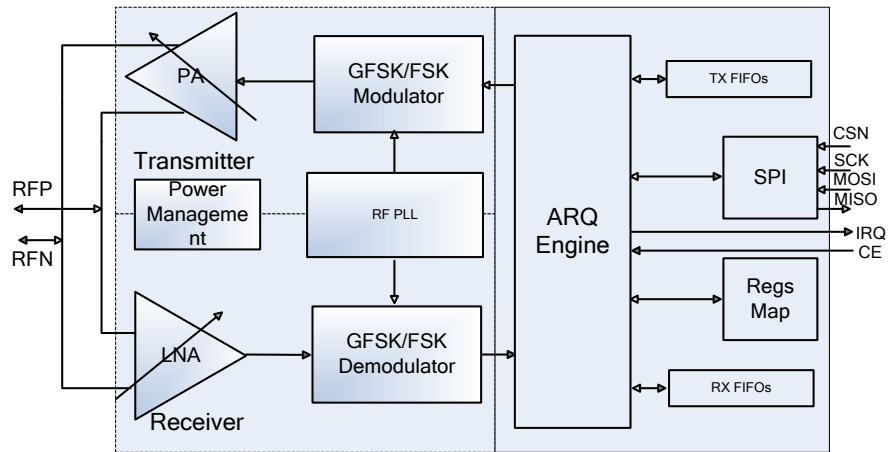 PA
GFSK/FSK
Modulator
TX FIFOs
Transmitter
CSN
SCK
MOSI
MISO
SPI
RFP
RFN
Power
Manageme
nt
RF PLL
ARQ
Engine
IRQ
CE
Regs
Map
LNA
GFSK/FSK
Demodulator
RX FIFOs
Receiver